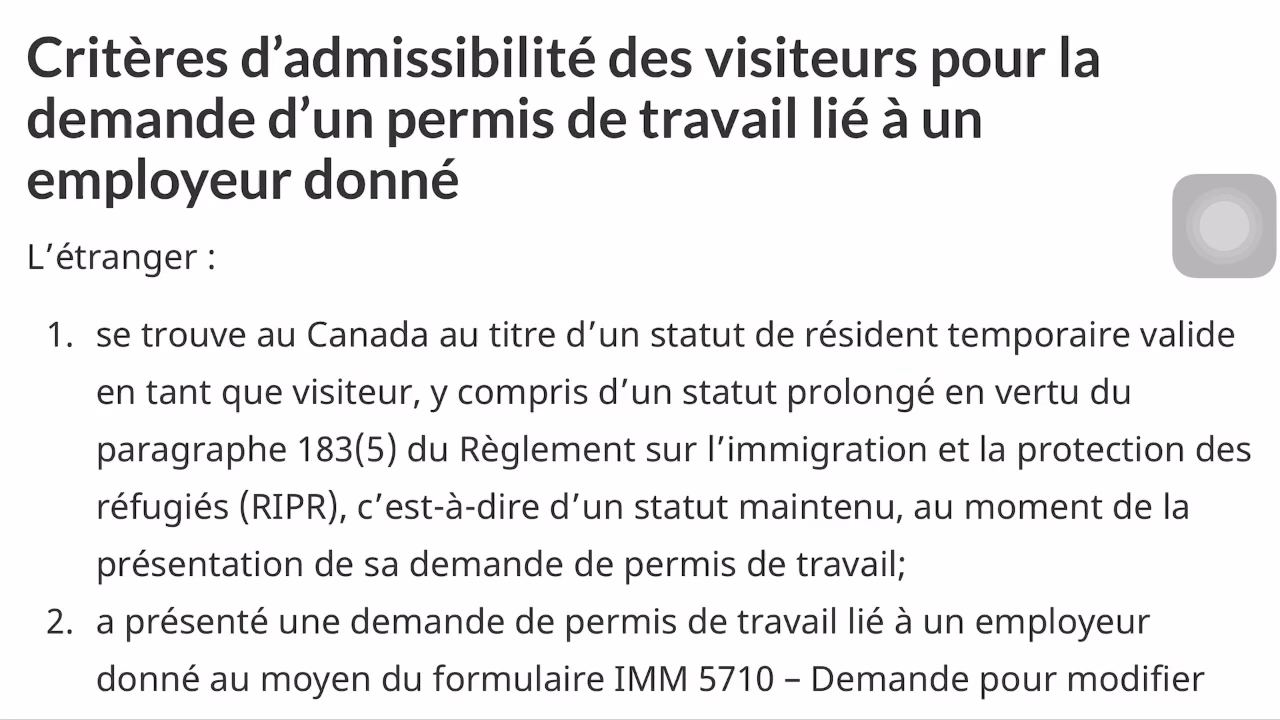 Critères d’admissibilité des visiteurs pour la
demande d’un permis de travail lié à un
employeur donné
L’étranger :
1. se trouve au Canada au titre d’un statut de résident temporaire valide
en tant que visiteur, y compris d’un statut prolongé en vertu du
paragraphe 183(5) du Règlement sur l’immigration et la protection des
réfugiés (RIPR), c’est-à-dire d’un statut maintenu, au moment de la
présentation de sa demande de permis de travail;
2. a présenté une demande de permis de travail lié à un employeur
donné au moyen du formulaire IMM 5710 – Demande pour modifier